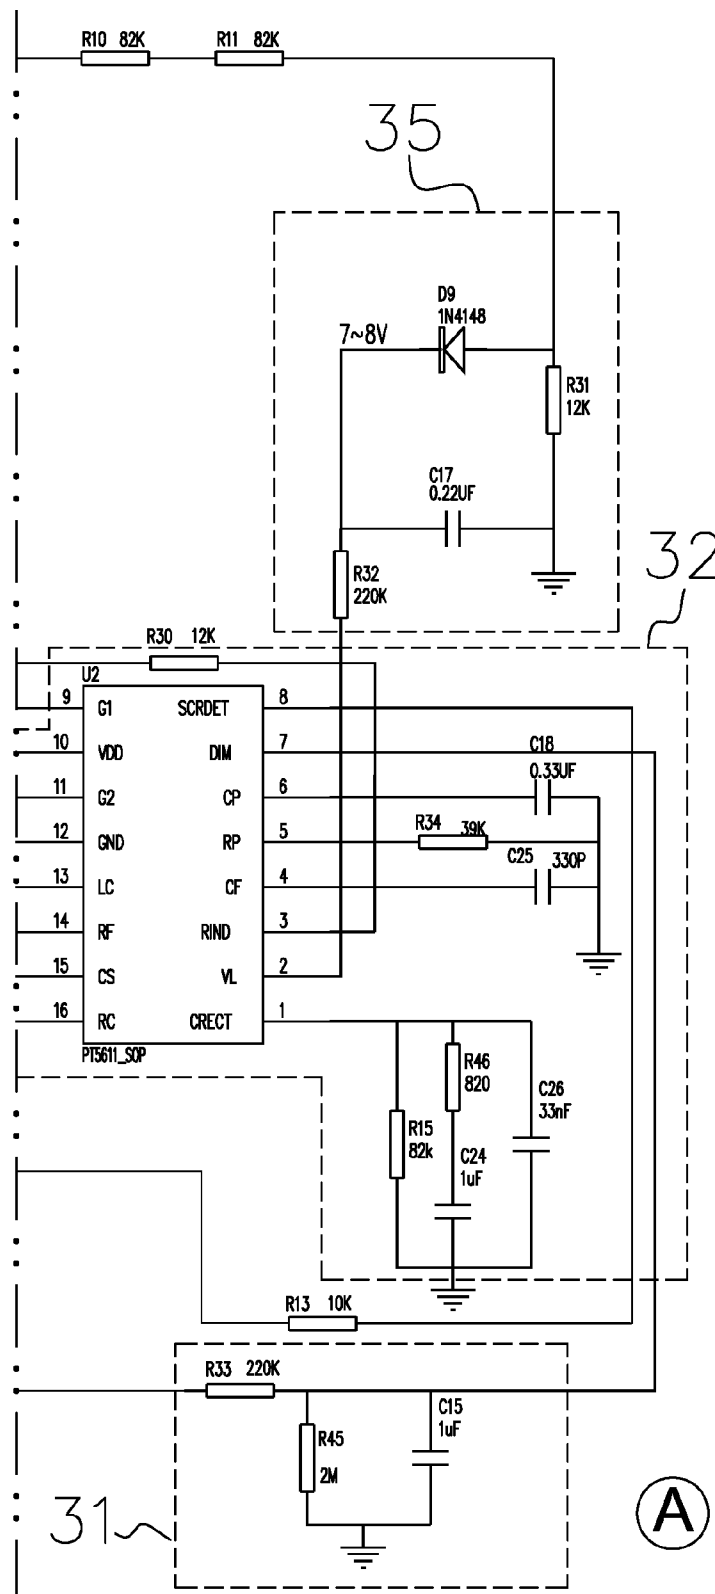 R10 82K R11 82K
35
D9
1N4148
7~8V
R31
12K
C17
0.22UF
R32
220K
32
R30 12K
U2
9 G1 SCRDET 8
10 VDD DIM 7
C18
0.33UF
11 G2 CP 6
12 GND RP 5
R34 39K
C25 330P
13 LC CF 4
14 RF RIND 3
15 CS VL 2
16 RC CRECT 1
PT5611_SOP
R46
820
C26
33nF
R15
82k
C24
1uF
R13 10K
R33 220K
C15
1uF
R45
2M
31
A